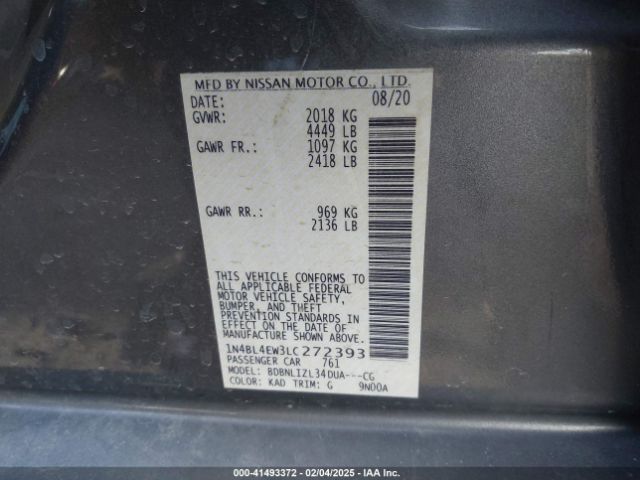 MFD BY NISSAN MOTOR CO., LTD.
DATE: 08/20
GVWR: 2018 KG
4449 LB
GAWR FR.: 1097 KG
2418 LB
GAWR RR.: 969 KG
2136 LB
THIS VEHICLE CONFORMS TO
ALL APPLICABLE FEDERAL
MOTOR VEHICLE SAFETY,
BUMPER, AND THEFT
PREVENTION STANDARDS IN
EFFECT ON THE DATE OF
MANUFACTURE SHOWN ABOVE.
1N4BL4EW3LC272393
PASSENGER CAR 761
MODEL: BDBNLIZL34DUA---CG
COLOR: KAD TRIM: G 9N00A
000-41493372 - 02/04/2025 - IAA Inc.